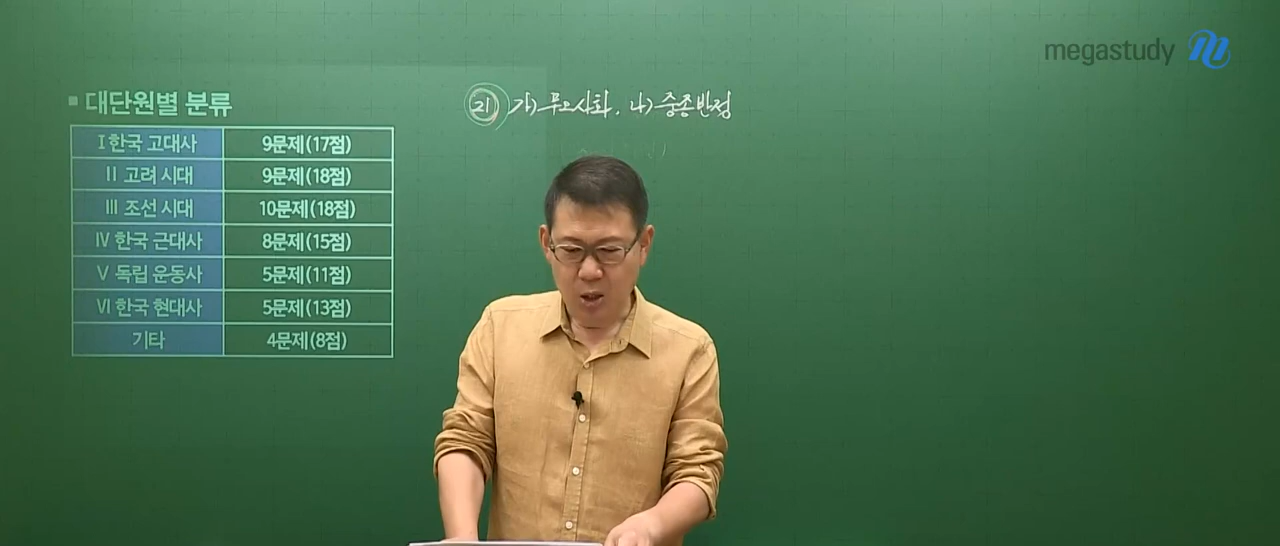 megastudy
▪ 대단원별 분류
Ⅰ 한국 고대사 9문제(17점)
Ⅱ 고려 시대 9문제(18점)
Ⅲ 조선 시대 10문제(18점)
Ⅳ 한국 근대사 8문제(15점)
Ⅴ 독립 운동사 5문제(11점)
Ⅵ 한국 현대사 5문제(13점)
기타 4문제(8점)
21) 가) 무오사화, 나) 중종반정